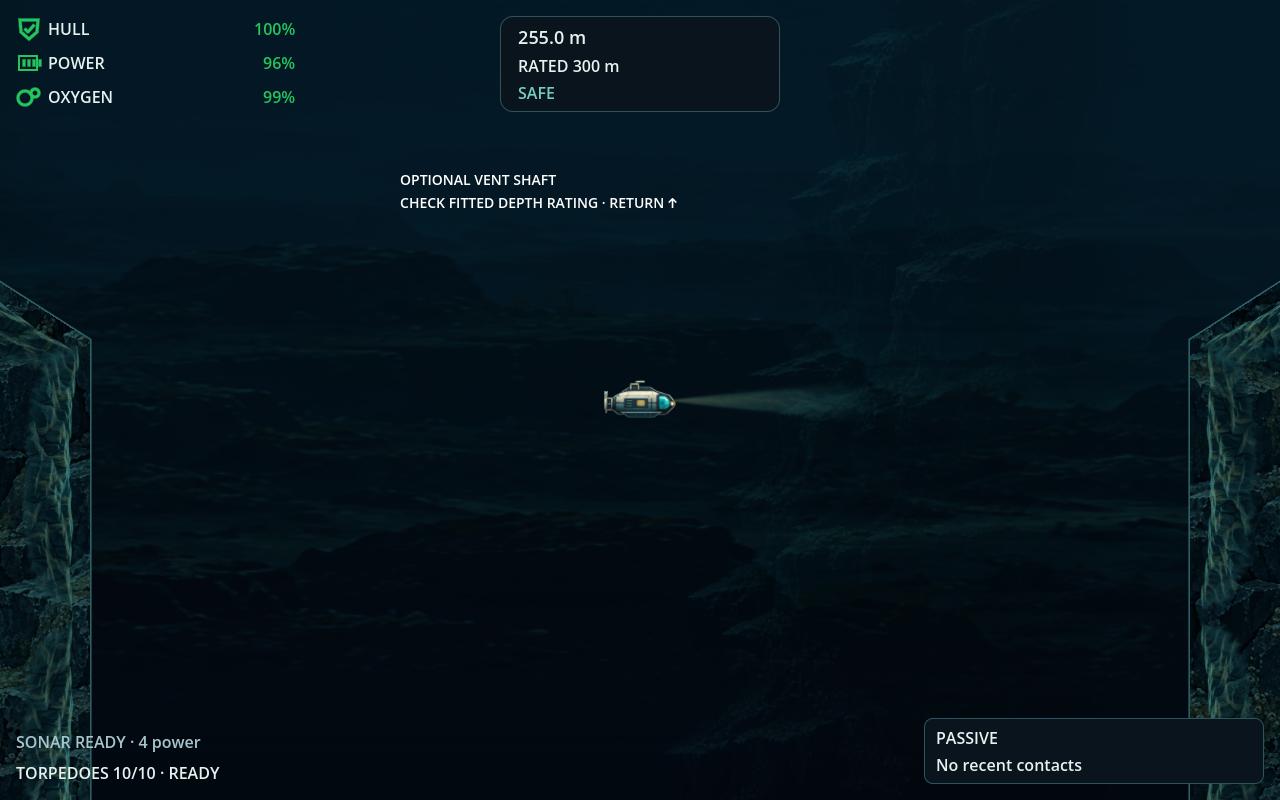 HULL 100%
POWER 96%
OXYGEN 99%
255.0 m
RATED 300 m
SAFE
OPTIONAL VENT SHAFT
CHECK FITTED DEPTH RATING · RETURN ↑
SONAR READY · 4 power
TORPEDOES 10/10 · READY
PASSIVE
No recent contacts